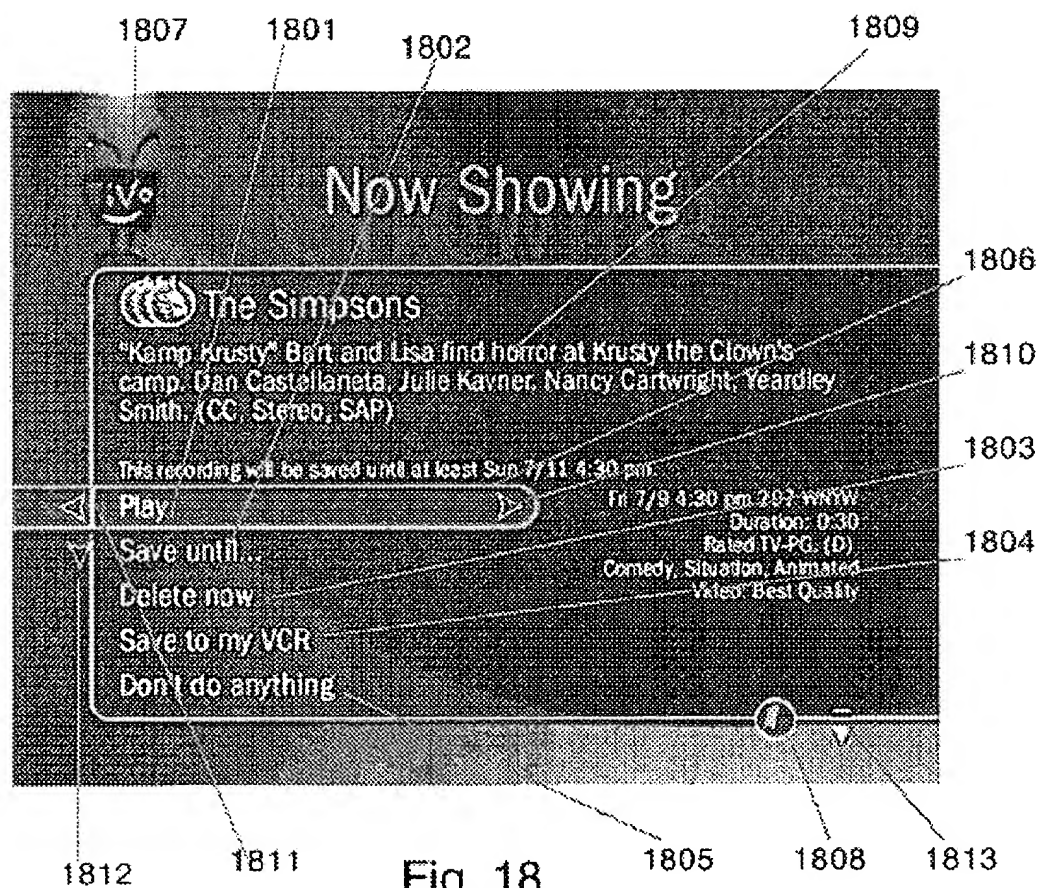 1807 1801 1802 1809
Now Showing
The Simpsons
1806
"Kamp Krusty" Bart and Lisa find horror at Krusty the Clown's
camp. Dan Castellaneta, Julie Kavner, Nancy Cartwright, Yeardley
Smith. (CC, Stereo, SAP)
1810
1803
This recording will be saved until at least Sun 7/11 4:30 pm
Play
Fri 7/9 4:30 pm 202 WNYW
Duration: 0:30
Rated TV-PG, (D)
Comedy, Situation, Animated
Video: Best Quality
1804
Save until...
Delete now
Save to my VCR
Don't do anything
1812 1811 1805 1808 1813
Fig. 18